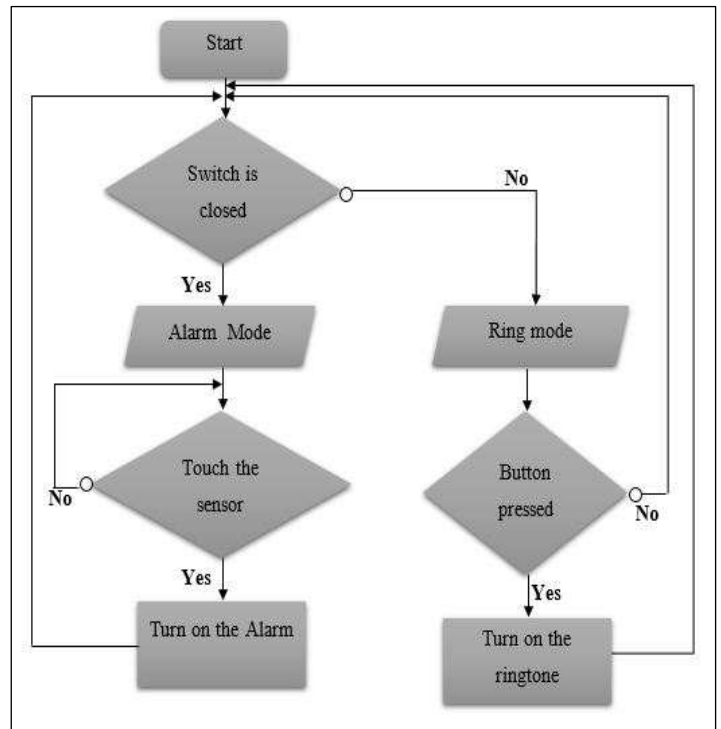 Start
Switch is
closed
No
Yes
Alarm Mode
Ring mode
Touch the
sensor
No
Button
pressed
No
Yes
Yes
Turn on the Alarm
Turn on the
ringtone